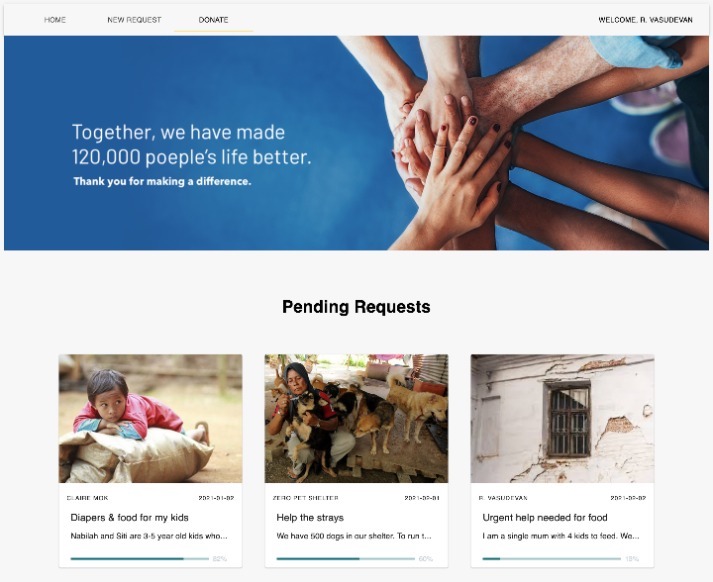 HOME NEW REQUEST DONATE WELCOME, R. VASUDEVAN
Together, we have made
120,000 poeple's life better.
Thank you for making a difference.
Pending Requests
CLAIRE MOK 2021-01-02
Diapers & food for my kids
Nabilah and Siti are 3-5 year old kids who...
82%
ZERO PET SHELTER 2021-02-01
Help the strays
We have 500 dogs in our shelter. To run t...
60%
R. VASUDEVAN 2021-02-02
Urgent help needed for food
I am a single mum with 4 kids to feed. We...